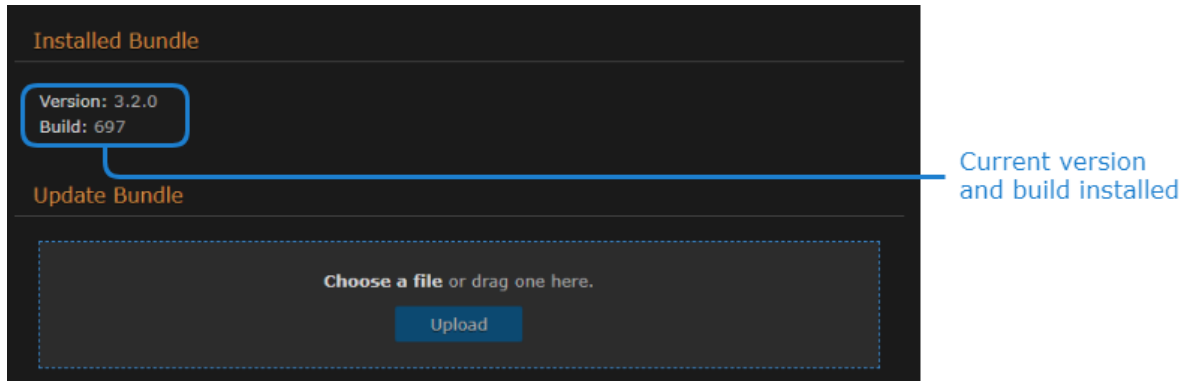 Installed Bundle
Version: 3.2.0
Build: 697
Current version
and build installed
Update Bundle
Choose a file or drag one here.
Upload